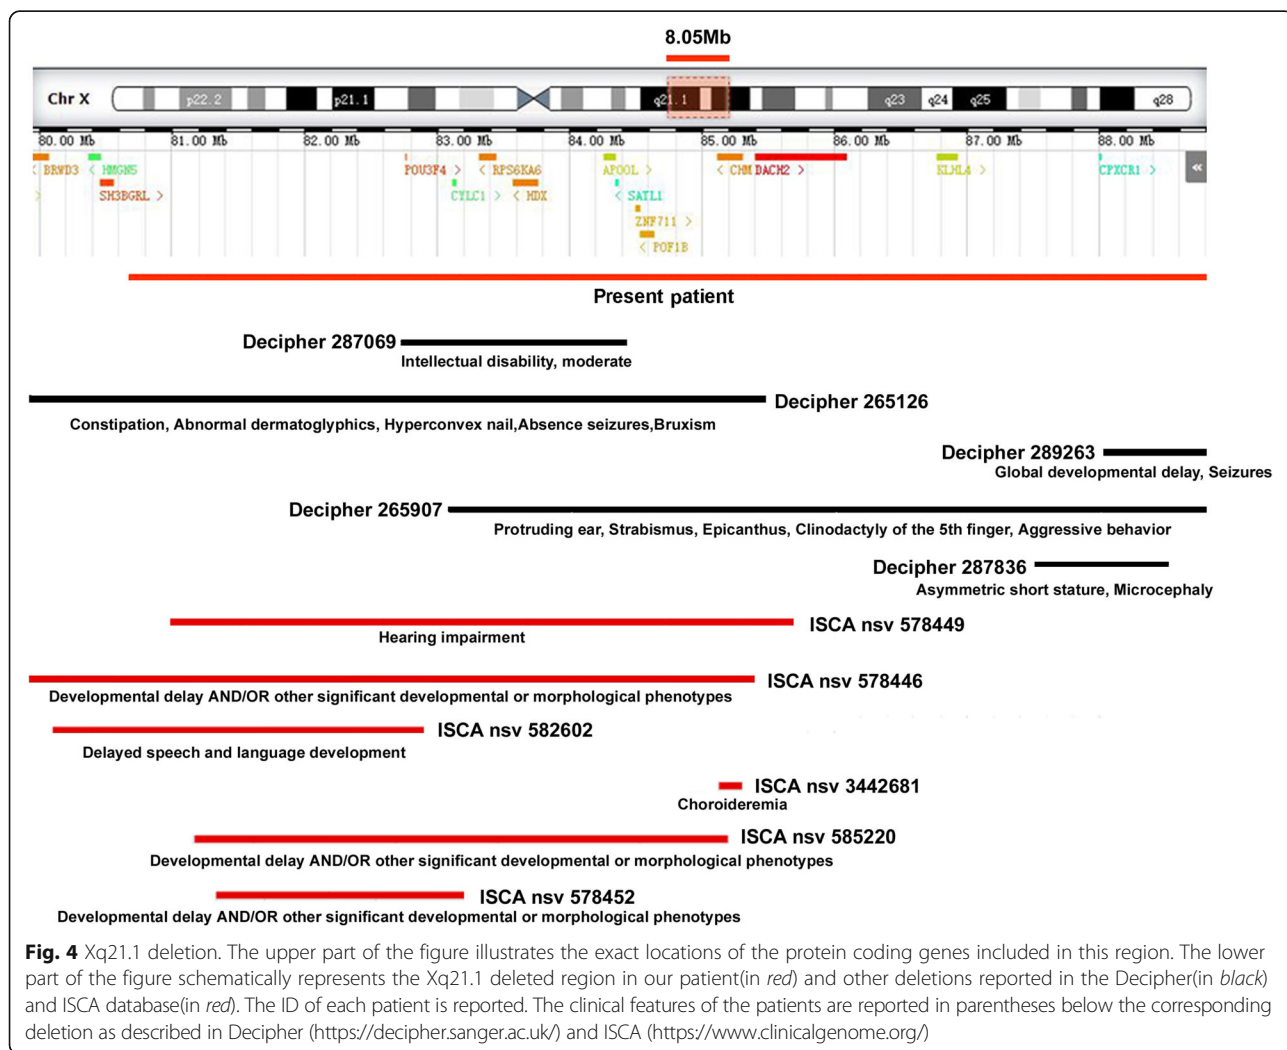 8.05Mb
Chr X p22.2 p21.1 q21.1 q23 q24 q25 q28
80.00 Mb 81.00 Mb 82.00 Mb 83.00 Mb 84.00 Mb 85.00 Mb 86.00 Mb 87.00 Mb 88.00 Mb «
< BRWD3 < HMGN5 POU3F4 > < RPS6KA6 APOOL > < CHM DACH2 > KLHL4 > CPXCR1 >
> SH3BGRL > CYLC1 > < HDX < SATL1
ZNF711 >
< POF1B
Present patient
Decipher 287069
Intellectual disability, moderate
Decipher 265126
Constipation, Abnormal dermatoglyphics, Hyperconvex nail,Absence seizures,Bruxism
Decipher 289263
Global developmental delay, Seizures
Decipher 265907
Protruding ear, Strabismus, Epicanthus, Clinodactyly of the 5th finger, Aggressive behavior
Decipher 287836
Asymmetric short stature, Microcephaly
ISCA nsv 578449
Hearing impairment
ISCA nsv 578446
Developmental delay AND/OR other significant developmental or morphological phenotypes
ISCA nsv 582602
Delayed speech and language development
ISCA nsv 3442681
Choroideremia
ISCA nsv 585220
Developmental delay AND/OR other significant developmental or morphological phenotypes
ISCA nsv 578452
Developmental delay AND/OR other significant developmental or morphological phenotypes
Fig. 4 Xq21.1 deletion. The upper part of the figure illustrates the exact locations of the protein coding genes included in this region. The lower
part of the figure schematically represents the Xq21.1 deleted region in our patient(in red) and other deletions reported in the Decipher(in black)
and ISCA database(in red). The ID of each patient is reported. The clinical features of the patients are reported in parentheses below the corresponding
deletion as described in Decipher (https://decipher.sanger.ac.uk/) and ISCA (https://www.clinicalgenome.org/)